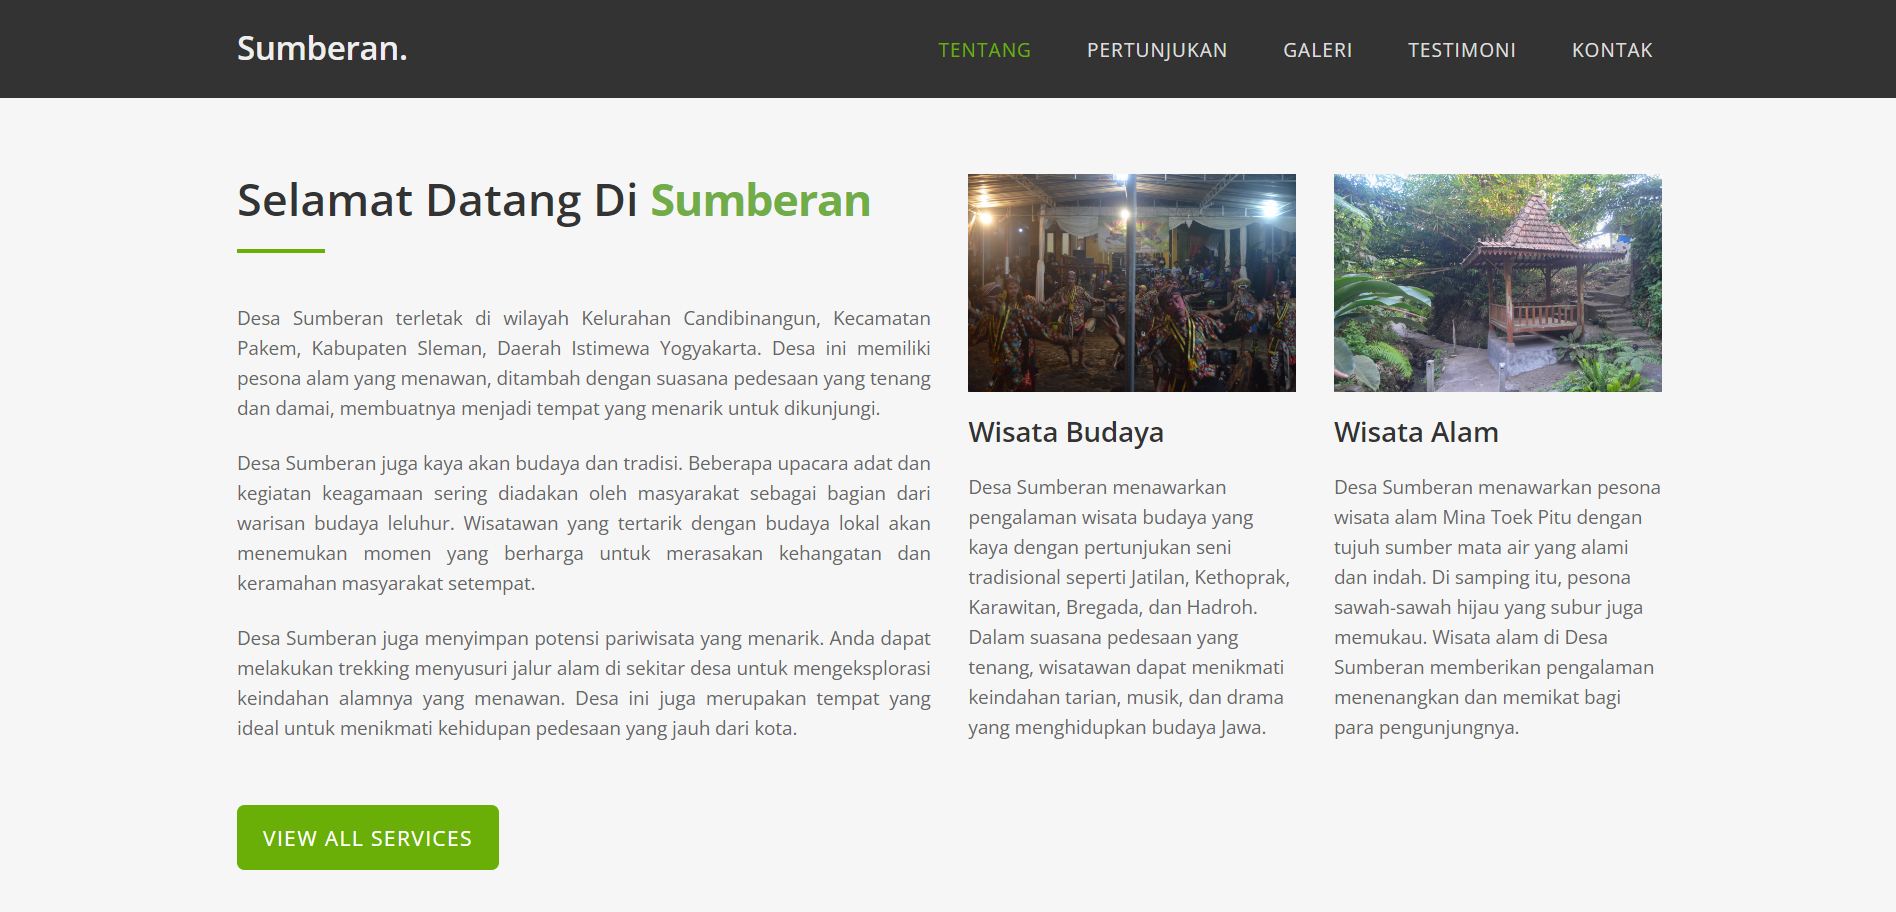 Sumberan.
TENTANG
PERTUNJUKAN
GALERI
TESTIMONI
KONTAK
Selamat Datang Di Sumberan
Desa Sumberan terletak di wilayah Kelurahan Candibinangun, Kecamatan
Pakem, Kabupaten Sleman, Daerah Istimewa Yogyakarta. Desa ini memiliki
pesona alam yang menawan, ditambah dengan suasana pedesaan yang tenang
dan damai, membuatnya menjadi tempat yang menarik untuk dikunjungi.
Desa Sumberan juga kaya akan budaya dan tradisi. Beberapa upacara adat dan
kegiatan keagamaan sering diadakan oleh masyarakat sebagai bagian dari
warisan budaya leluhur. Wisatawan yang tertarik dengan budaya lokal akan
menemukan momen yang berharga untuk merasakan kehangatan dan
keramahan masyarakat setempat.
Desa Sumberan juga menyimpan potensi pariwisata yang menarik. Anda dapat
melakukan trekking menyusuri jalur alam di sekitar desa untuk mengeksplorasi
keindahan alamnya yang menawan. Desa ini juga merupakan tempat yang
ideal untuk menikmati kehidupan pedesaan yang jauh dari kota.
VIEW ALL SERVICES
Wisata Budaya
Desa Sumberan menawarkan
pengalaman wisata budaya yang
kaya dengan pertunjukan seni
tradisional seperti Jatilan, Kethoprak,
Karawitan, Bregada, dan Hadroh.
Dalam suasana pedesaan yang
tenang, wisatawan dapat menikmati
keindahan tarian, musik, dan drama
yang menghidupkan budaya Jawa.
Wisata Alam
Desa Sumberan menawarkan pesona
wisata alam Mina Toek Pitu dengan
tujuh sumber mata air yang alami
dan indah. Di samping itu, pesona
sawah-sawah hijau yang subur juga
memukau. Wisata alam di Desa
Sumberan memberikan pengalaman
menenangkan dan memikat bagi
para pengunjungnya.